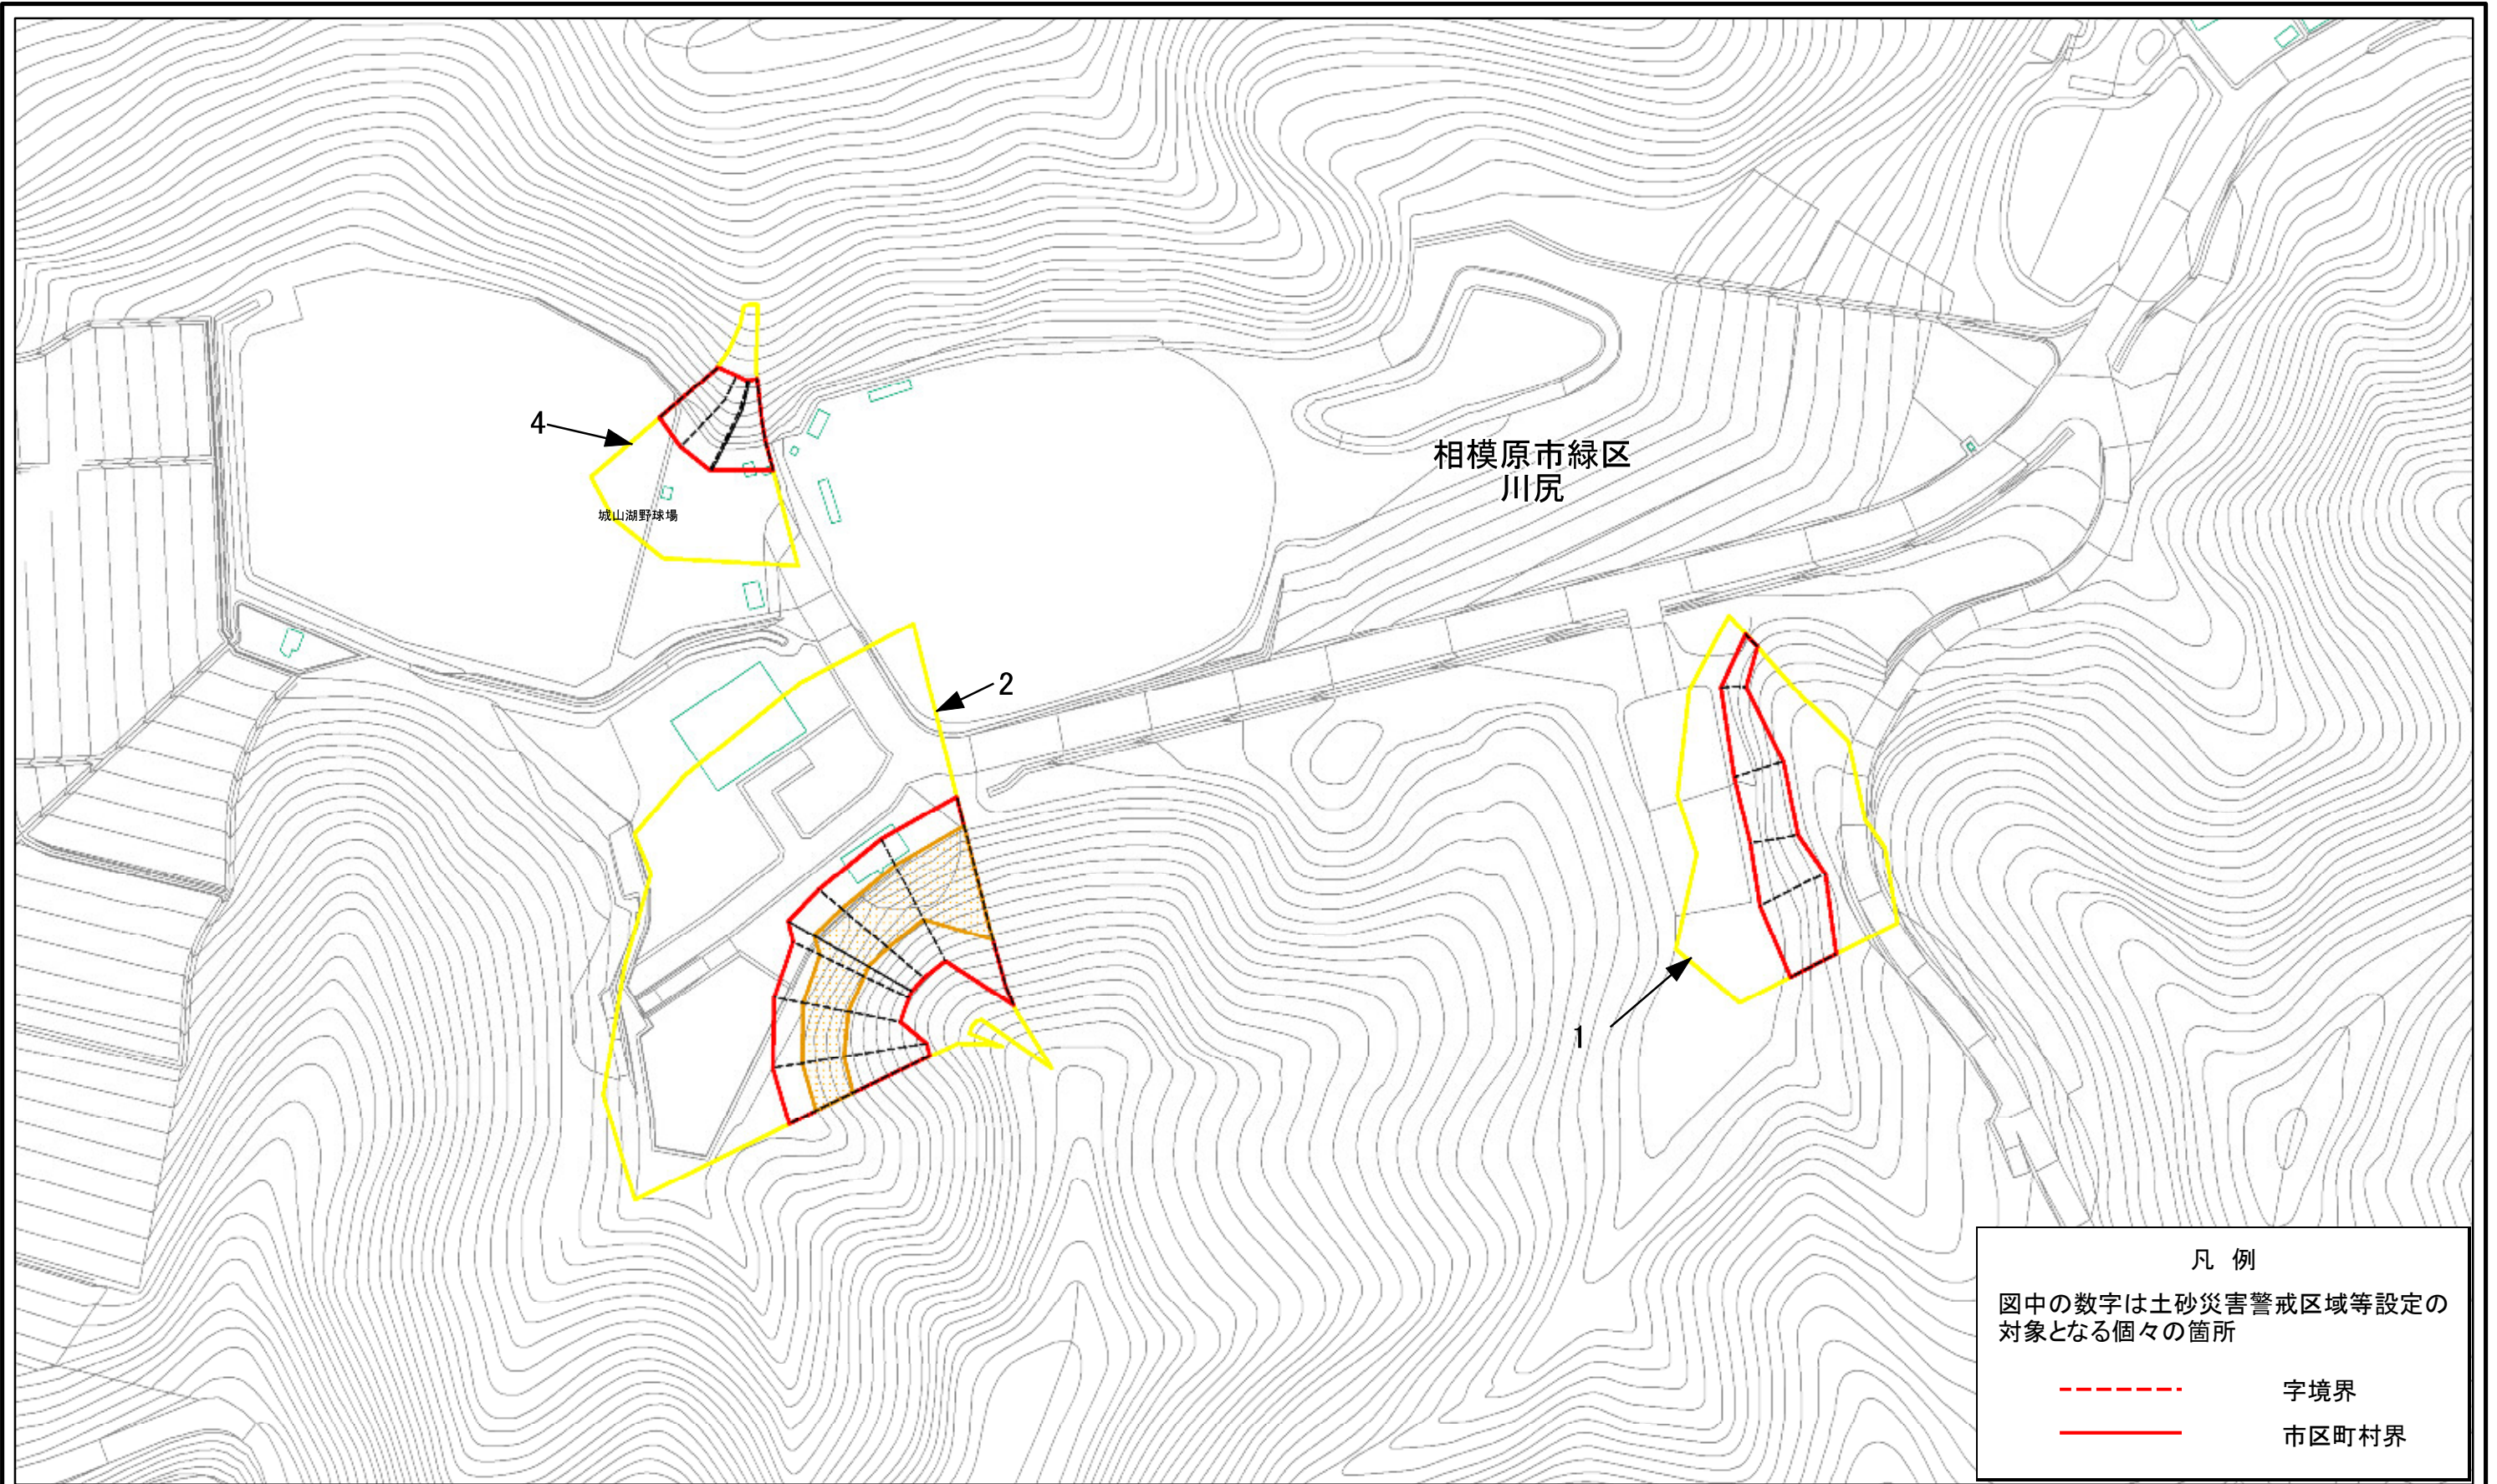 4
相模原市緑区
川尻
城山湖野球場
2
1
凡 例
図中の数字は土砂災害警戒区域等設定の
対象となる個々の箇所
字境界
市区町村界